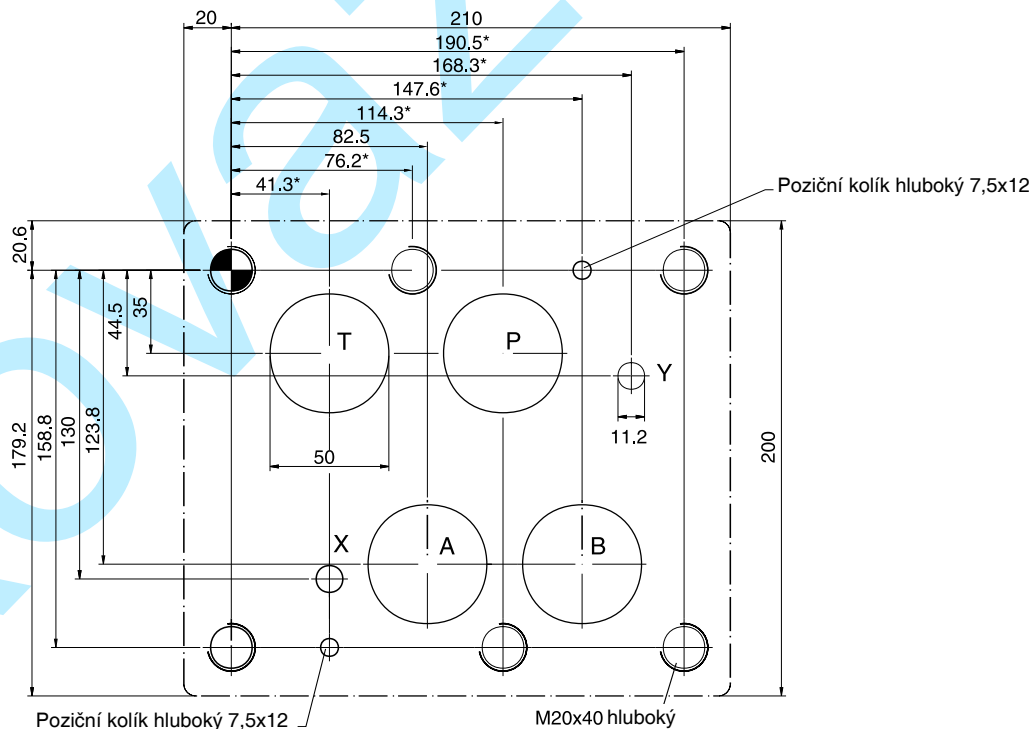 20
210
190.5*
168.3*
147.6*
114.3*
82.5
76.2*
41.3*
Poziční kolík hluboký 7,5x12
20.6
35
44.5
T
P
Y
179.2
158.8
130
123.8
11.2
200
50
X
A
B
Poziční kolík hluboký 7,5x12
M20x40 hluboký